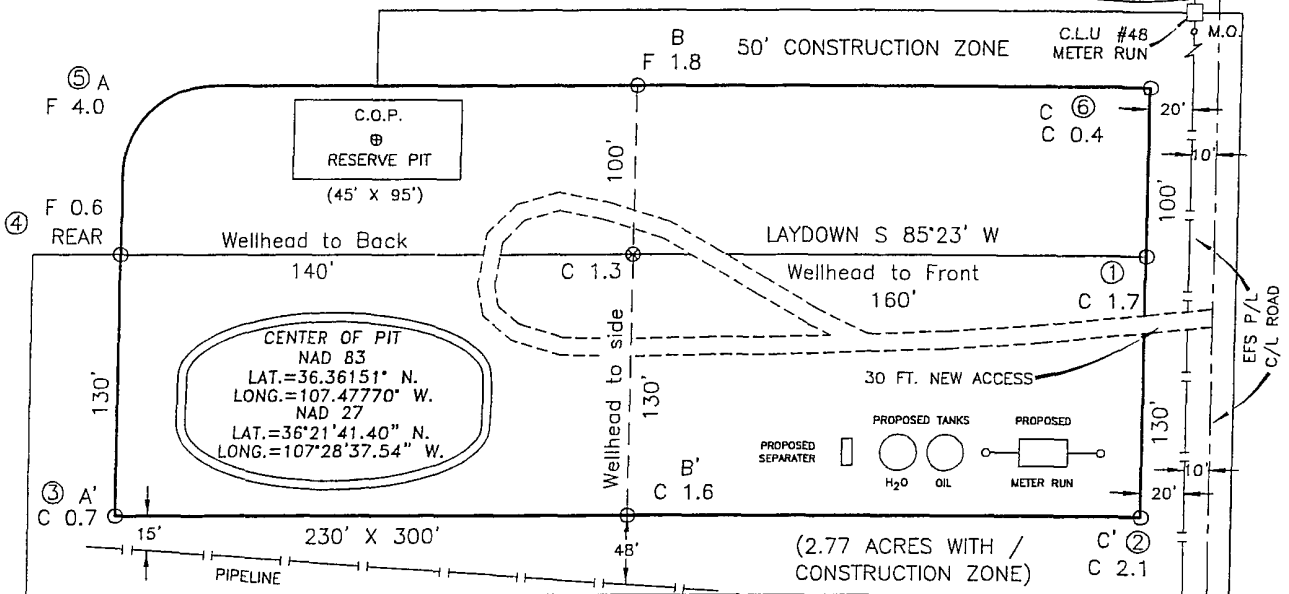 B
F 1.8
50' CONSTRUCTION ZONE
C.L.U #48
METER RUN
M.O.
⑤ A
F 4.0
C.O.P.
RESERVE PIT
(45' X 95')
100'
C ⑥
C 0.4
20'
10'
100'
④
F 0.6
REAR
Wellhead to Back
140'
C 1.3
LAYDOWN S 85°23' W
Wellhead to Front
160'
①
C 1.7
EFS P/L
C/L ROAD
130'
CENTER OF PIT
NAD 83
LAT.=36.36151° N.
LONG.=107.47770° W.
NAD 27
LAT.=36°21'41.40" N.
LONG.=107°28'37.54" W.
Wellhead to side
130'
30 FT. NEW ACCESS
PROPOSED
SEPARATER
PROPOSED TANKS
H₂O
OIL
PROPOSED
METER RUN
130'
10'
20'
③ A'
C 0.7
B'
C 1.6
15'
230' X 300'
PIPELINE
48'
(2.77 ACRES WITH /
CONSTRUCTION ZONE)
C' ②
C 2.1